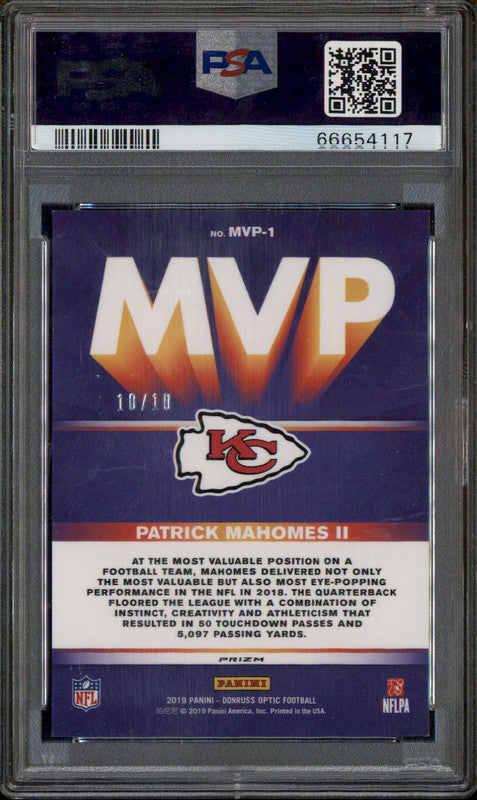 PSA
66654117
NO. MVP-1
MVP
10/10
KC
PATRICK MAHOMES II
AT THE MOST VALUABLE POSITION ON A
FOOTBALL TEAM, MAHOMES DELIVERED NOT ONLY
THE MOST VALUABLE BUT ALSO MOST EYE-POPPING
PERFORMANCE IN THE NFL IN 2018. THE QUARTERBACK
FLOORED THE LEAGUE WITH A COMBINATION OF
INSTINCT, CREATIVITY AND ATHLETICISM THAT
RESULTED IN 50 TOUCHDOWN PASSES AND
5,097 PASSING YARDS.
PRIZM
PANINI
NFL
2019 PANINI - DONRUSS OPTIC FOOTBALL
帕尼尼 © 2019 Panini America, Inc. Printed in the USA.
NFLPA